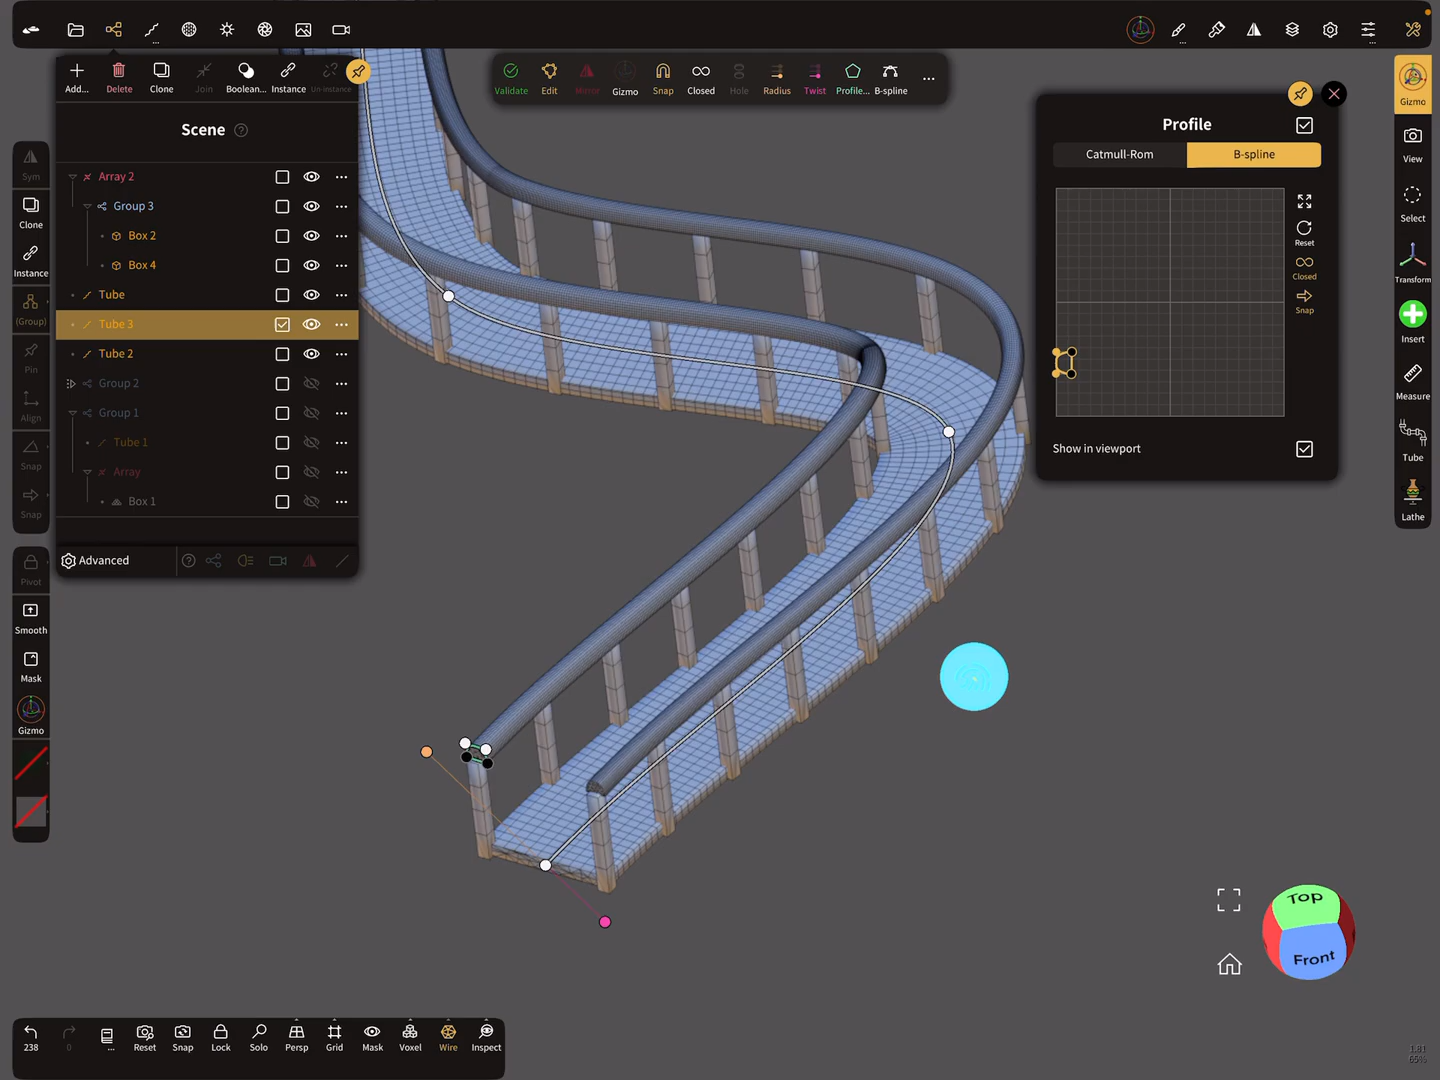 Add...
Delete
Clone
Join
Boolean...
Instance
Un-instance
Scene
?
Array 2
Group 3
Box 2
Box 4
Tube
Tube 3
Tube 2
Group 2
Group 1
Tube 1
Array
Box 1
Advanced
?
Sym
Clone
Instance
(Group)
Pin
Align
Snap
Snap
Pivot
Smooth
Mask
Gizmo
Validate
Edit
Mirror
Gizmo
Snap
Closed
Hole
Radius
Twist
Profile...
B-spline
...
Profile
Catmull-Rom
B-spline
Reset
Closed
Snap
Show in viewport
Gizmo
View
Select
Transform
Insert
Measure
Tube
Lathe
Top
Front
238
0
...
Reset
Snap
Lock
Solo
Persp
Grid
Mask
Voxel
Wire
Inspect
1.81
65%